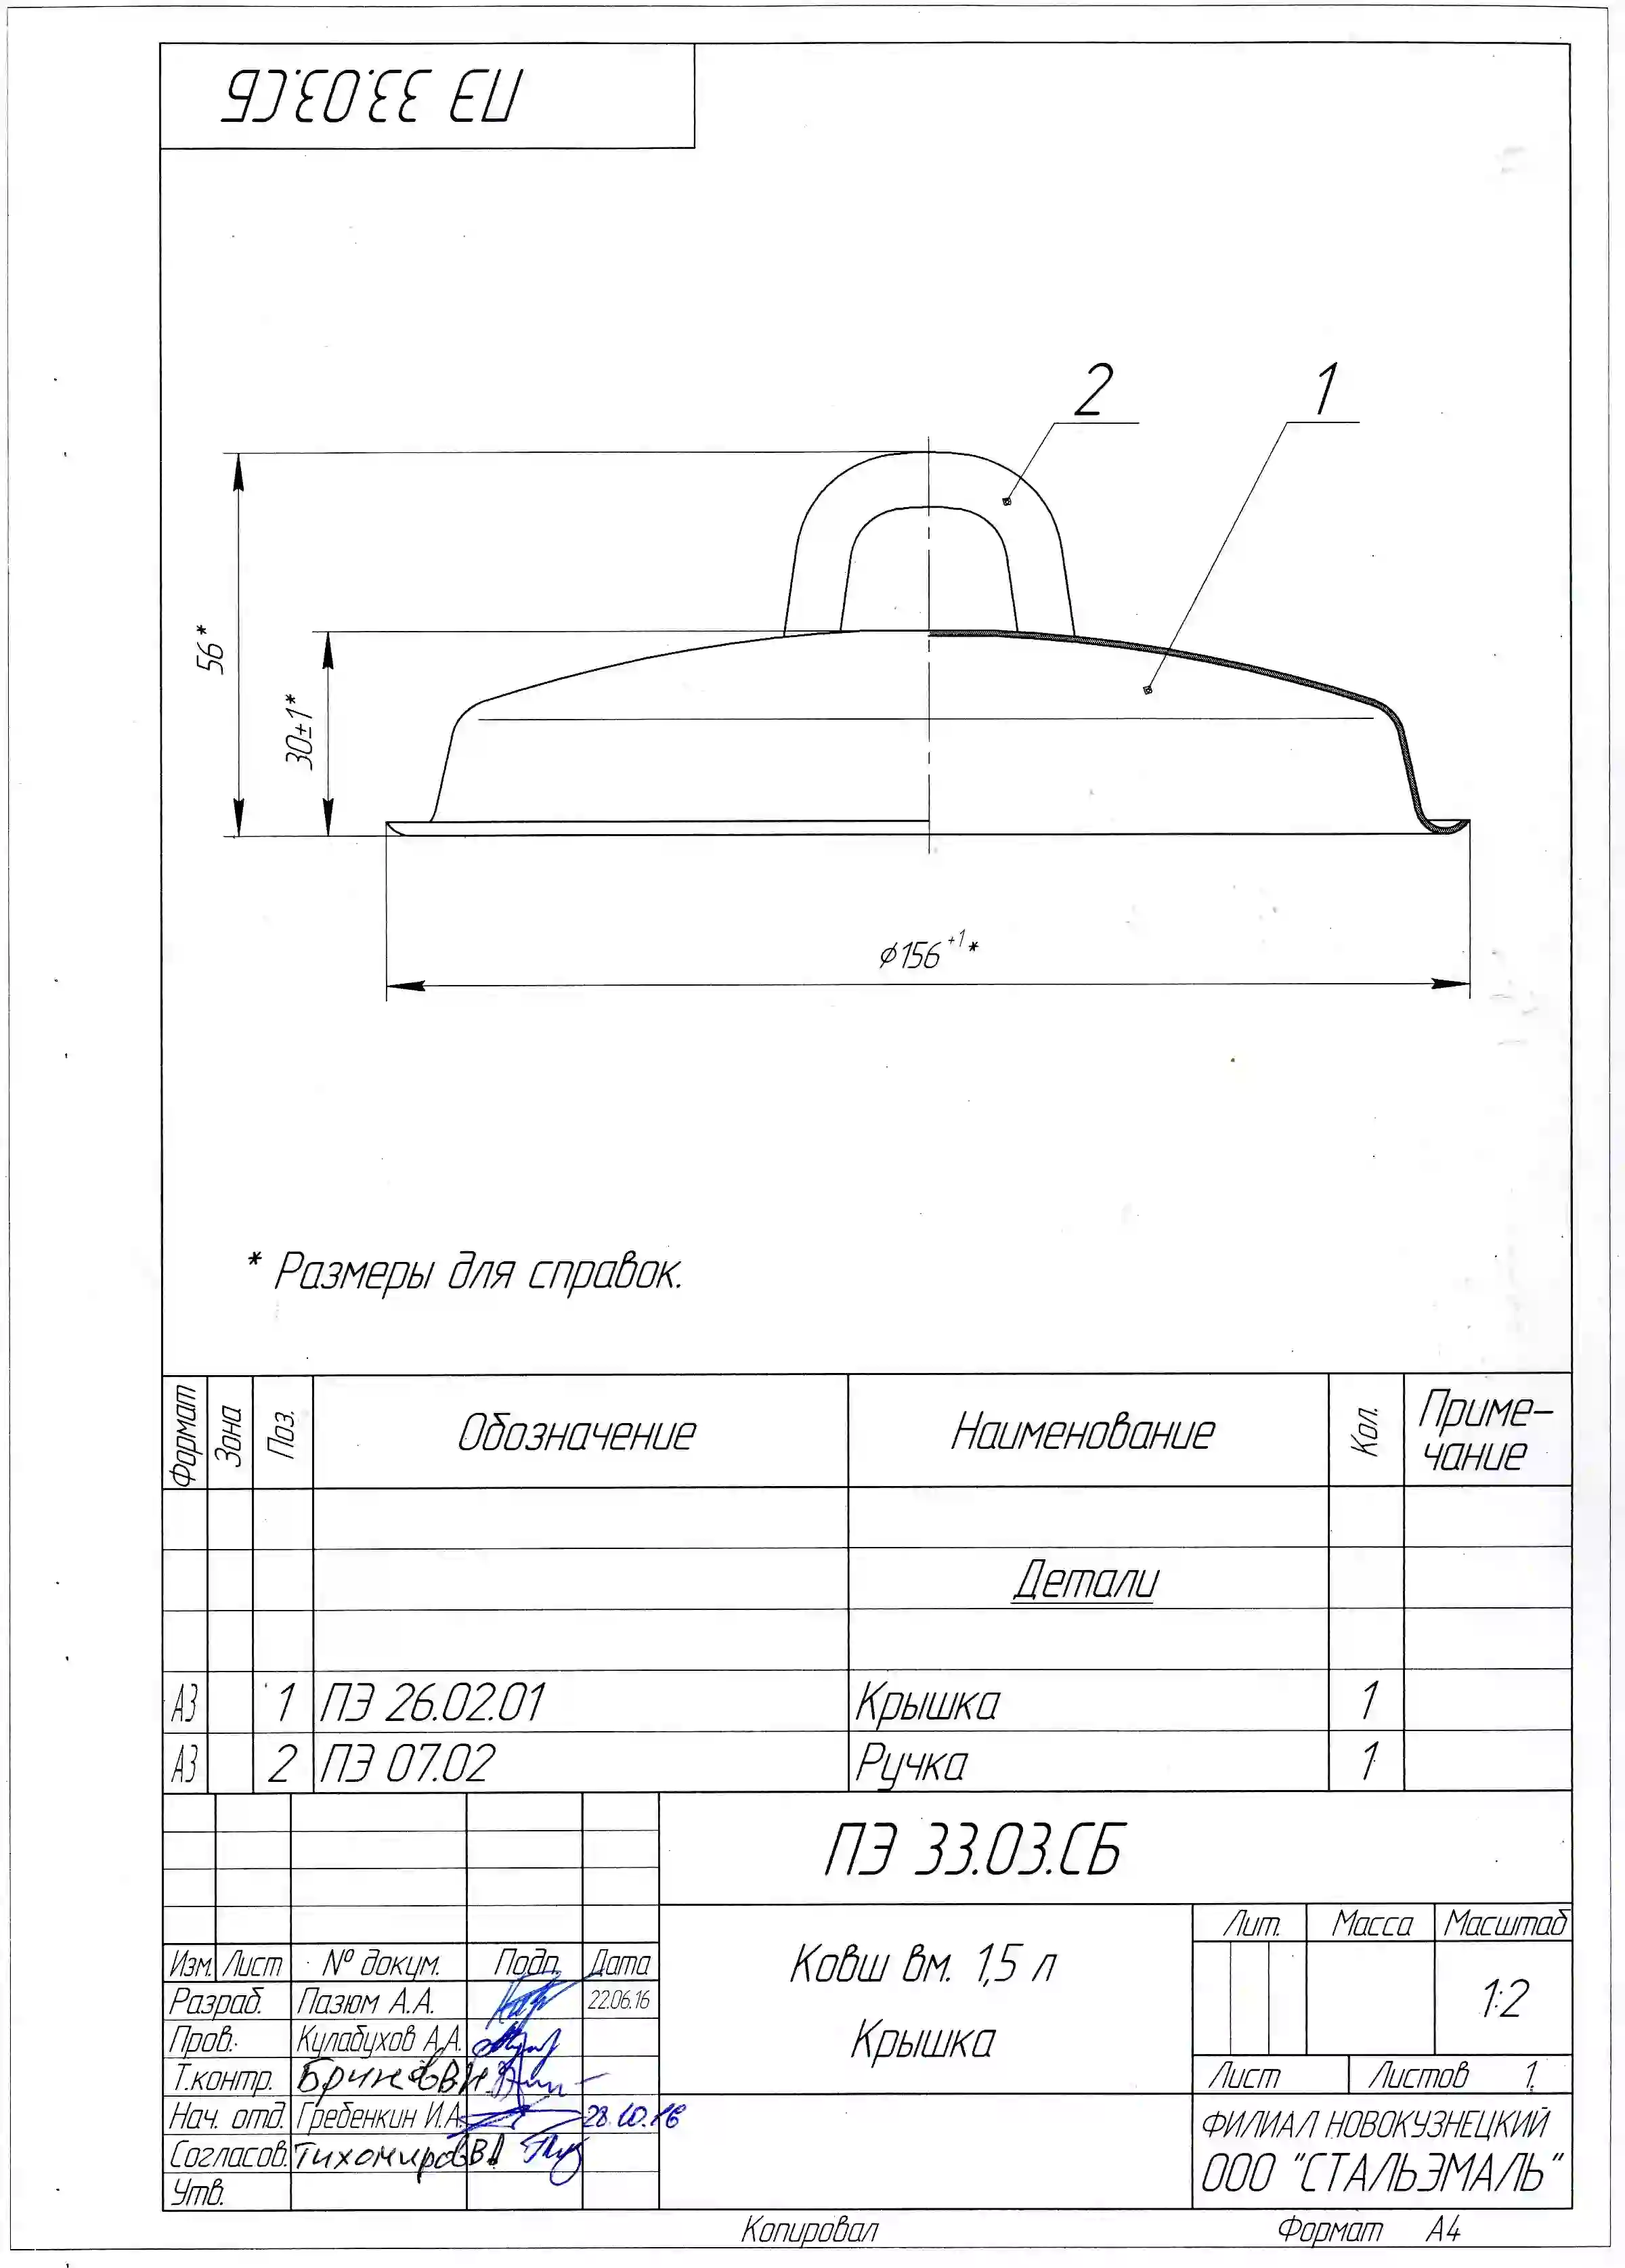 ПЭ 33.03.СБ
2
1
56*
30±1*
⌀156⁺¹*
* Размеры для справок.
Формат Зона Поз. Обозначение Наименование Кол. Приме-
чание
Детали
А3 1 ПЭ 26.02.01 Крышка 1
А3 2 ПЭ 07.02 Ручка 1
ПЭ 33.03.СБ
Изм. Лист № докум. Подп. Дата
Разраб. Пазюм А.А. 22.06.16
Пров. Кулабухов А.А.
Т.контр.
Нач. отд. Гребенкин И.А. 28.10.16
Согласов. Тихомиров
Утв.
Ковш вм. 1,5 л
Крышка
Лит. Масса Масштаб
1:2
Лист Листов 1
ФИЛИАЛ НОВОКУЗНЕЦКИЙ
ООО "СТАЛЬЭМАЛЬ"
Копировал Формат А4